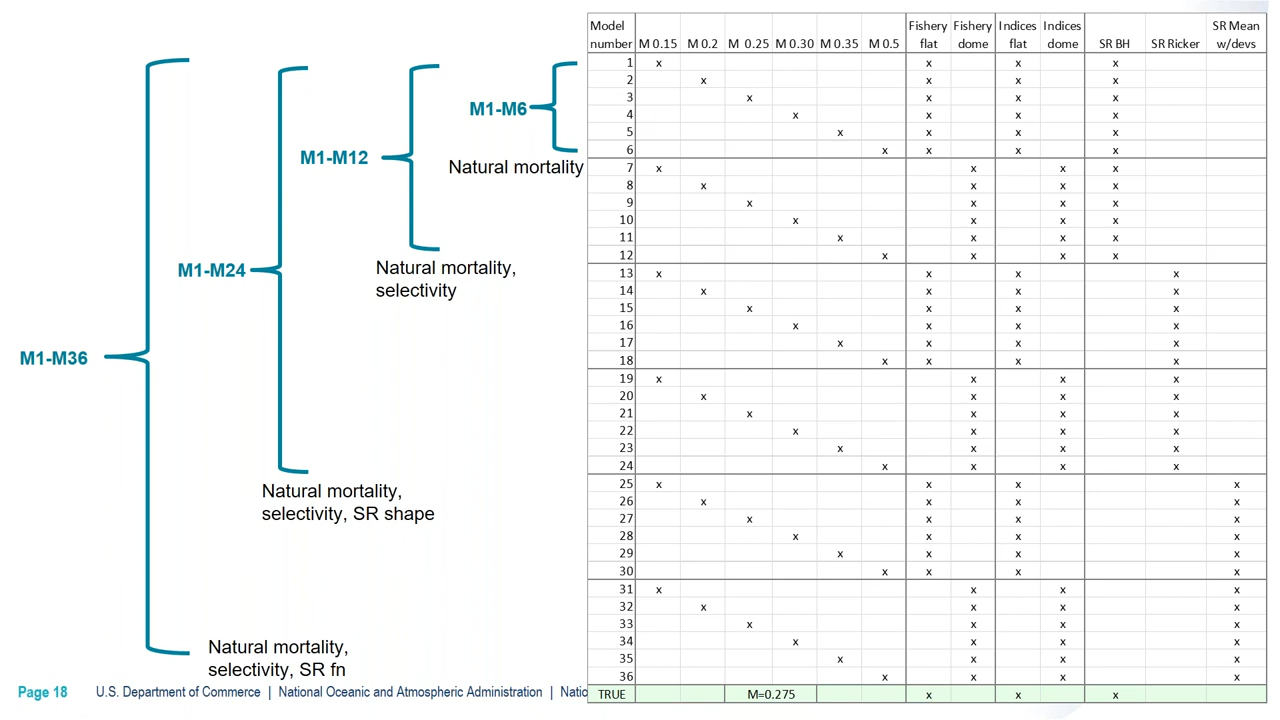 M1-M36
M1-M24
M1-M12
M1-M6
Natural mortality
Natural mortality,
selectivity
Natural mortality,
selectivity, SR shape
Natural mortality,
selectivity, SR fn
Page 18 U.S. Department of Commerce | National Oceanic and Atmospheric Administration | Natio
Model Fishery Fishery Indices Indices SR Mean
number M 0.15 M 0.2 M 0.25 M 0.30 M 0.35 M 0.5 flat dome flat dome SR BH SR Ricker w/devs
1 x x x x
2 x x x x
3 x x x x
4 x x x x
5 x x x x
6 x x x x
7 x x x x
8 x x x x
9 x x x x
10 x x x x
11 x x x x
12 x x x x
13 x x x x
14 x x x x
15 x x x x
16 x x x x
17 x x x x
18 x x x x
19 x x x x
20 x x x x
21 x x x x
22 x x x x
23 x x x x
24 x x x x
25 x x x x
26 x x x x
27 x x x x
28 x x x x
29 x x x x
30 x x x x
31 x x x x
32 x x x x
33 x x x x
34 x x x x
35 x x x x
36 x x x x
TRUE M=0.275 x x x